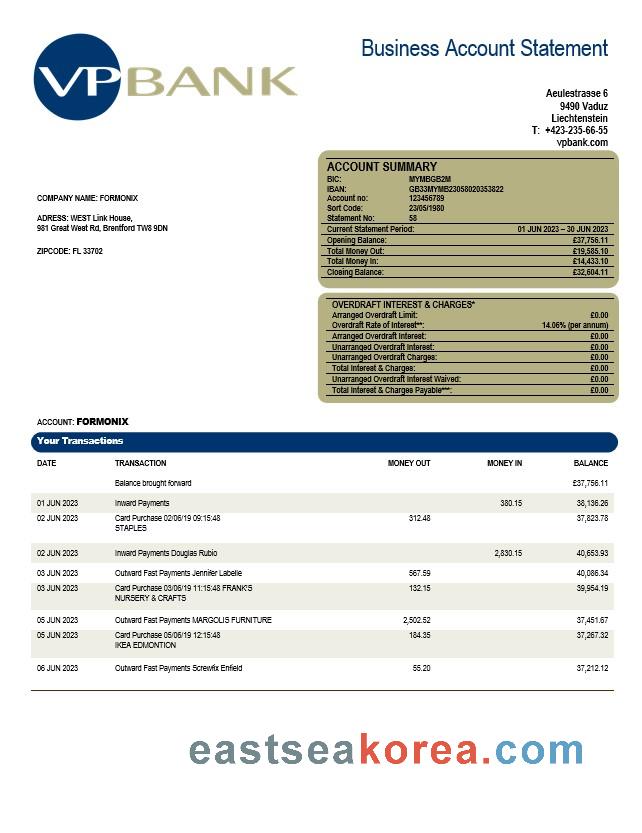 VPBANK
Business Account Statement
Aeulestrasse 6
9490 Vaduz
Liechtenstein
T: +423-235-66-55
vpbank.com
COMPANY NAME: FORMONIX
ADRESS: WEST Link House,
981 Great West Rd, Brentford TW8 9DN
ZIPCODE: FL 33702
ACCOUNT SUMMARY
BIC: MYMBGB2M
IBAN: GB33MYMB23058020353822
Account no: 123456789
Sort Code: 23/05/1980
Statement No: 58
Current Statement Period: 01 JUN 2023 – 30 JUN 2023
Opening Balance: £37,756.11
Total Money Out: £19,585.10
Total Money In: £14,433.10
Closing Balance: £32,604.11
OVERDRAFT INTEREST & CHARGES*
Arranged Overdraft Limit: £0.00
Overdraft Rate of Interest**: 14.06% (per annum)
Arranged Overdraft Interest: £0.00
Unarranged Overdraft Interest: £0.00
Unarranged Overdraft Charges: £0.00
Total Interest & Charges: £0.00
Unarranged Overdraft Interest Waived: £0.00
Total Interest & Charges Payable***: £0.00
ACCOUNT: FORMONIX
Your Transactions
DATE TRANSACTION MONEY OUT MONEY IN BALANCE
Balance brought forward £37,756.11
01 JUN 2023 Inward Payments 380.15 38,136.26
02 JUN 2023 Card Purchase 02/06/19 09:15:48 312.48 37,823.78
STAPLES
02 JUN 2023 Inward Payments Douglas Rubio 2,830.15 40,653.93
03 JUN 2023 Outward Fast Payments Jennifer Labelle 567.59 40,086.34
03 JUN 2023 Card Purchase 03/06/19 11:15:48 FRANK'S 132.15 39,954.19
NURSERY & CRAFTS
05 JUN 2023 Outward Fast Payments MARGOLIS FURNITURE 2,502.52 37,451.67
05 JUN 2023 Card Purchase 05/06/19 12:15:48 184.35 37,267.32
IKEA EDMONTION
06 JUN 2023 Outward Fast Payments Screwfix Enfield 55.20 37,212.12
eastseakorea.com